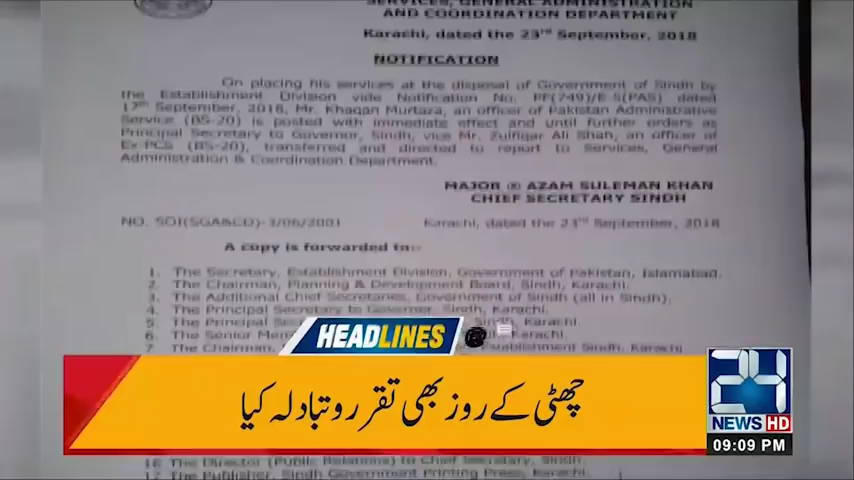 SERVICES, GENERAL ADMINISTRATION
AND COORDINATION DEPARTMENT
Karachi, dated the 23rd September, 2018
NOTIFICATION
On placing his services at the disposal of Government of Sindh by
the Establishment Division vide Notification No. PF(749)/E-5(PAS) dated
17th September, 2018, Mr. Khaqan Murtaza, an officer of Pakistan Administrative
Service (BS-20) is posted with immediate effect and until further orders as
Principal Secretary to Governor, Sindh, vice Mr. Zulfiqar Ali Shah, an officer of
Ex-PCS (BS-20), transferred and directed to report to Services, General
Administration & Coordination Department.
MAJOR ® AZAM SULEMAN KHAN
CHIEF SECRETARY SINDH
NO. SOI(SGA&CD)-3/06/2001 Karachi, dated the 23rd September, 2018
A copy is forwarded to:-
1. The Secretary, Establishment Division, Government of Pakistan, Islamabad.
2. The Chairman, Planning & Development Board, Sindh, Karachi.
3. The Additional Chief Secretaries, Government of Sindh (all in Sindh).
4. The Principal Secretary to Governor, Sindh, Karachi.
5. The Principal Sindh, Karachi.
6. The Senior Karachi.
7. The Chairman, Establishment Sindh, Karachi.
HEADLINES
چھٹی کے روز بھی تقرر و تبادلہ کیا
24
NEWS HD
09:09 PM
16. The Director (Public Relations) to Chief Secretary, Sindh.
17. The Publisher, Sindh Government Printing Press, Karachi.